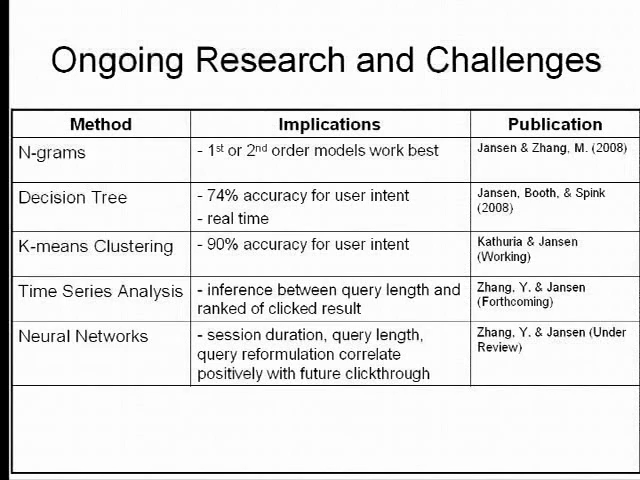 Ongoing Research and Challenges
Method Implications Publication
N-grams - 1st or 2nd order models work best Jansen & Zhang, M. (2008)
Decision Tree - 74% accuracy for user intent Jansen, Booth, & Spink
- real time (2008)
K-means Clustering - 90% accuracy for user intent Kathuria & Jansen
(Working)
Time Series Analysis - inference between query length and Zhang, Y. & Jansen
ranked of clicked result (Forthcoming)
Neural Networks - session duration, query length, Zhang, Y. & Jansen (Under
query reformulation correlate Review)
positively with future clickthrough